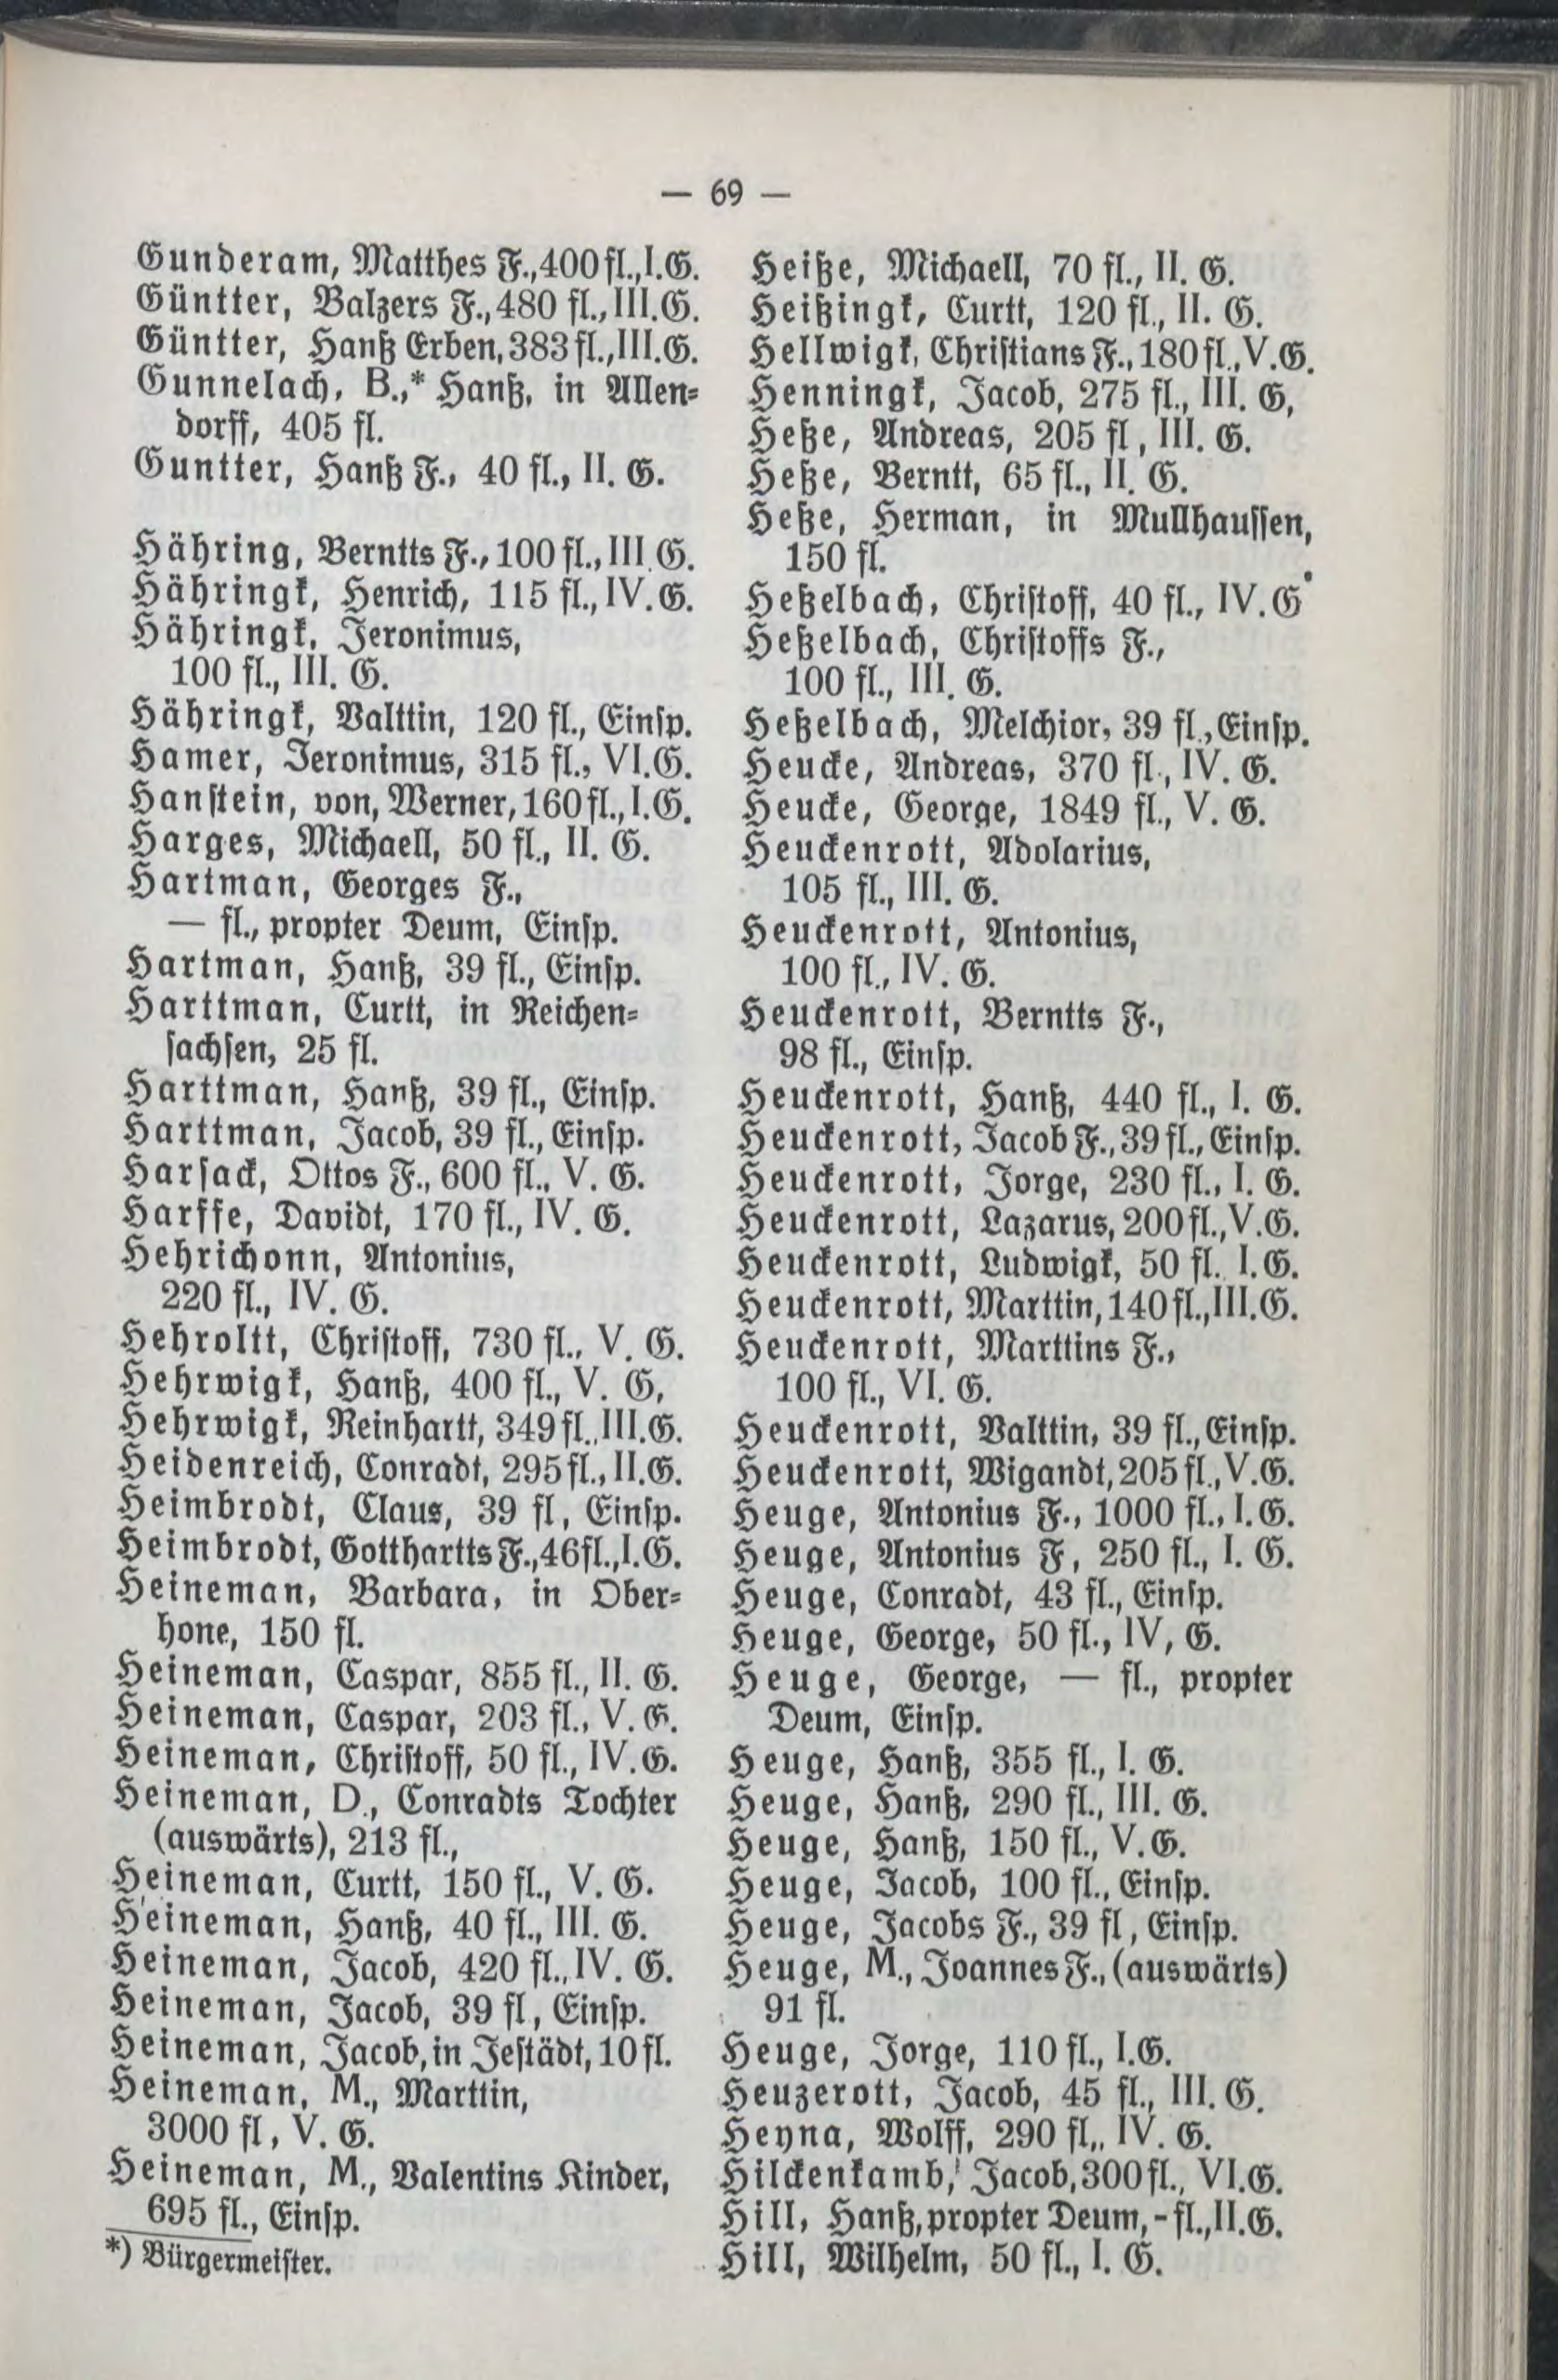 — 69 —
Gunderam, Matthes F., 400 fl., I. G.
Güntter, Balzers F., 480 fl., III. G.
Güntter, Hanß Erben, 383 fl., III. G.
Gunnelach, B.,* Hanß, in Allen-
dorff, 405 fl.
Guntter, Hanß F., 40 fl., II. G.
Hähring, Berntts F., 100 fl., III. G.
Hähringk, Henrich, 115 fl., IV. G.
Hähringk, Jeronimus,
100 fl., III. G.
Hähringk, Valttin, 120 fl., Einsp.
Hamer, Jeronimus, 315 fl., VI. G.
Hanstein, von, Werner, 160 fl., I. G.
Harges, Michaell, 50 fl., II. G.
Hartman, Georges F.,
— fl., propter Deum, Einsp.
Hartman, Hanß, 39 fl., Einsp.
Harttman, Curtt, in Reichen-
sachsen, 25 fl.
Harttman, Hanß, 39 fl., Einsp.
Harttman, Jacob, 39 fl., Einsp.
Harsack, Ottos F., 600 fl., V. G.
Harffe, Davidt, 170 fl., IV. G.
Hehrichonn, Antonius,
220 fl., IV. G.
Hehroltt, Christoff, 730 fl., V. G.
Hehrwigk, Hanß, 400 fl., V. G,
Hehrwigk, Reinhartt, 349 fl., III. G.
Heidenreich, Conradt, 295 fl., II. G.
Heimbrodt, Claus, 39 fl, Einsp.
Heimbrodt, Gotthartts F., 46 fl., I. G.
Heineman, Barbara, in Ober-
hone, 150 fl.
Heineman, Caspar, 855 fl., II. G.
Heineman, Caspar, 203 fl., V. G.
Heineman, Christoff, 50 fl., IV. G.
Heineman, D., Conradts Tochter
(auswärts), 213 fl.,
Heineman, Curtt, 150 fl., V. G.
Heineman, Hanß, 40 fl., III. G.
Heineman, Jacob, 420 fl., IV. G.
Heineman, Jacob, 39 fl, Einsp.
Heineman, Jacob, in Jestädt, 10 fl.
Heineman, M., Marttin,
3000 fl, V. G.
Heineman, M., Valentins Kinder,
695 fl., Einsp.
*) Bürgermeister.
Heiße, Michaell, 70 fl., II. G.
Heißingk, Curtt, 120 fl., II. G.
Hellwigk, Christians F., 180 fl., V. G.
Henningk, Jacob, 275 fl., III. G,
Heße, Andreas, 205 fl, III. G.
Heße, Berntt, 65 fl., II. G.
Heße, Herman, in Mullhaussen,
150 fl.
Heßelbach, Christoff, 40 fl., IV. G
Heßelbach, Christoffs F.,
100 fl., III. G.
Heßelbach, Melchior, 39 fl., Einsp.
Heucke, Andreas, 370 fl., IV. G.
Heucke, George, 1849 fl., V. G.
Heuckenrott, Adolarius,
105 fl., III. G.
Heuckenrott, Antonius,
100 fl., IV. G.
Heuckenrott, Berntts F.,
98 fl., Einsp.
Heuckenrott, Hanß, 440 fl., I. G.
Heuckenrott, Jacob F., 39 fl., Einsp.
Heuckenrott, Jorge, 230 fl., I. G.
Heuckenrott, Lazarus, 200 fl., V. G.
Heuckenrott, Ludwigk, 50 fl. I. G.
Heuckenrott, Marttin, 140 fl., III. G.
Heuckenrott, Marttins F.,
100 fl., VI. G.
Heuckenrott, Valttin, 39 fl., Einsp.
Heuckenrott, Wigandt, 205 fl., V. G.
Heuge, Antonius F., 1000 fl., I. G.
Heuge, Antonius F, 250 fl., I. G.
Heuge, Conradt, 43 fl., Einsp.
Heuge, George, 50 fl., IV, G.
Heuge, George, — fl., propter
Deum, Einsp.
Heuge, Hanß, 355 fl., I. G.
Heuge, Hanß, 290 fl., III. G.
Heuge, Hanß, 150 fl., V. G.
Heuge, Jacob, 100 fl., Einsp.
Heuge, Jacobs F., 39 fl, Einsp.
Heuge, M., Joannes F., (auswärts)
91 fl.
Heuge, Jorge, 110 fl., I. G.
Heuzerott, Jacob, 45 fl., III. G.
Heyna, Wolff, 290 fl,, IV. G.
Hilckenkamb, Jacob, 300 fl., VI. G.
Hill, Hanß, propter Deum, - fl., II. G.
Hill, Wilhelm, 50 fl., I. G.